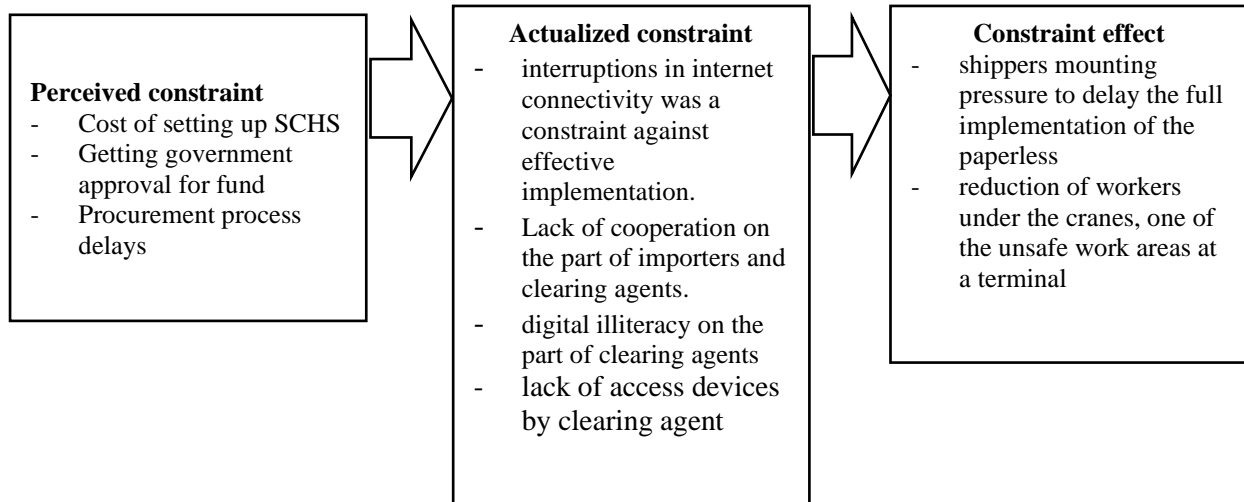 Perceived constraint
- Cost of setting up SCHS
- Getting government
approval for fund
- Procurement process
delays
Actualized constraint
- interruptions in internet
connectivity was a
constraint against
effective
implementation.
- Lack of cooperation on
the part of importers and
clearing agents.
- digital illiteracy on the
part of clearing agents
- lack of access devices
by clearing agent
Constraint effect
- shippers mounting
pressure to delay the full
implementation of the
paperless
- reduction of workers
under the cranes, one of
the unsafe work areas at
a terminal